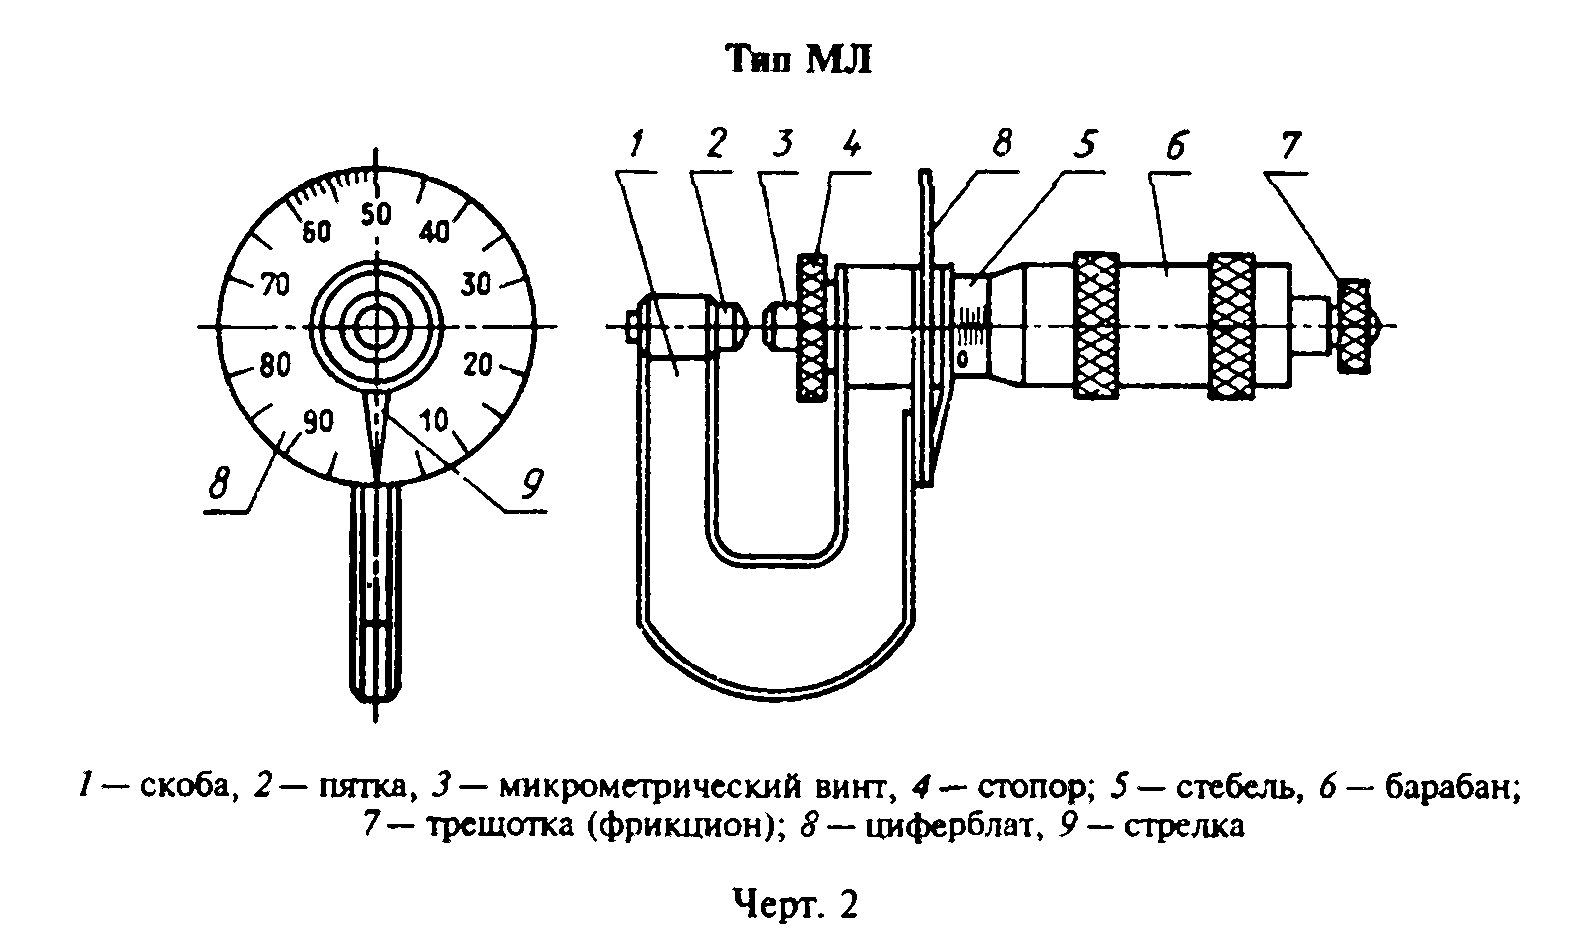 Тип МЛ
1 2 3 4 8 5 6 7
50
60 40
70 30
80 20
90 10
8 9
0
1 — скоба, 2 — пятка, 3 — микрометрический винт, 4 — стопор; 5 — стебель, 6 — барабан;
7 — трещотка (фрикцион); 8 — циферблат, 9 — стрелка
Черт. 2